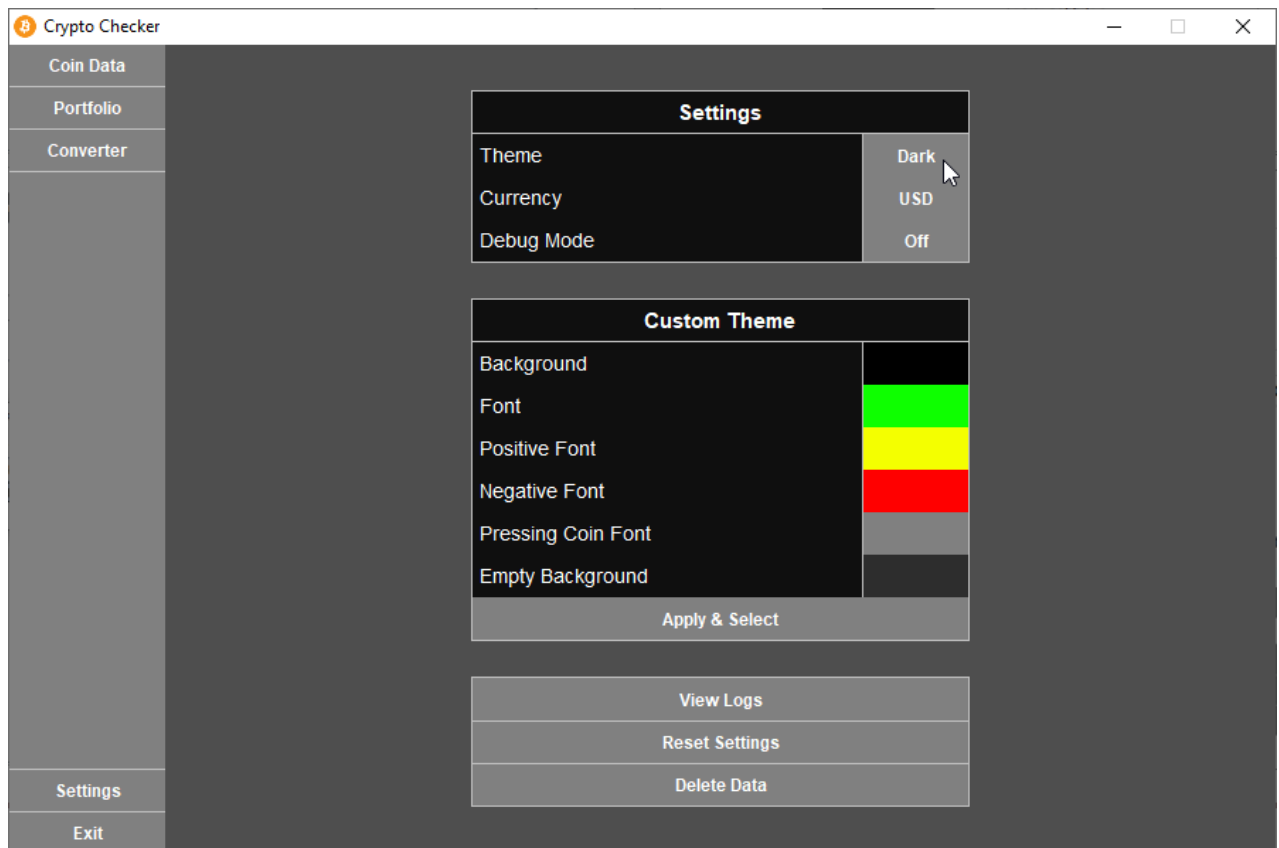 Crypto Checker
Coin Data
Portfolio
Converter
Settings
Exit
Settings
Theme Dark
Currency USD
Debug Mode Off
Custom Theme
Background
Font
Positive Font
Negative Font
Pressing Coin Font
Empty Background
Apply & Select
View Logs
Reset Settings
Delete Data